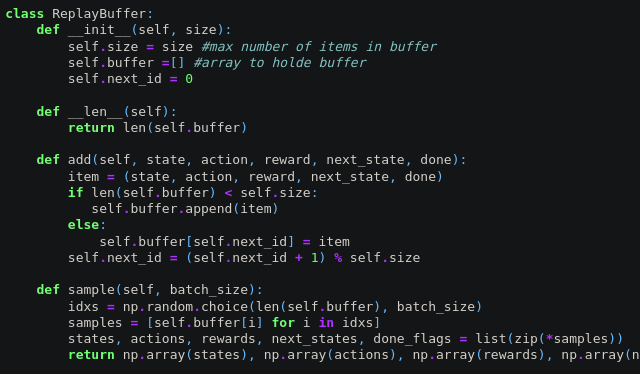 class ReplayBuffer:
    def __init__(self, size):
        self.size = size #max number of items in buffer
        self.buffer =[] #array to holde buffer
        self.next_id = 0

    def __len__(self):
        return len(self.buffer)

    def add(self, state, action, reward, next_state, done):
        item = (state, action, reward, next_state, done)
        if len(self.buffer) < self.size:
           self.buffer.append(item)
        else:
            self.buffer[self.next_id] = item
        self.next_id = (self.next_id + 1) % self.size

    def sample(self, batch_size):
        idxs = np.random.choice(len(self.buffer), batch_size)
        samples = [self.buffer[i] for i in idxs]
        states, actions, rewards, next_states, done_flags = list(zip(*samples))
        return np.array(states), np.array(actions), np.array(rewards), np.array(n